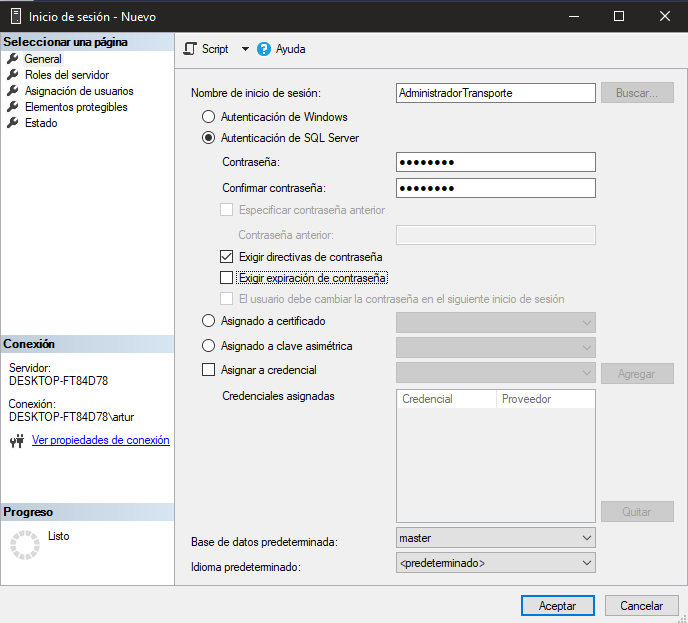 Inicio de sesión - Nuevo
Seleccionar una página
General
Roles del servidor
Asignación de usuarios
Elementos protegibles
Estado
Conexión
Servidor:
DESKTOP-FT84D78
Conexión:
DESKTOP-FT84D78\artur
Ver propiedades de conexión
Progreso
Listo
Script
Ayuda
Nombre de inicio de sesión: AdministradorTransporte Buscar...
Autenticación de Windows
Autenticación de SQL Server
Contraseña: ●●●●●●●●
Confirmar contraseña: ●●●●●●●●
Especificar contraseña anterior
Contraseña anterior:
Exigir directivas de contraseña
Exigir expiración de contraseña
El usuario debe cambiar la contraseña en el siguiente inicio de sesión
Asignado a certificado
Asignado a clave asimétrica
Asignar a credencial Agregar
Credenciales asignadas Credencial Proveedor
Quitar
Base de datos predeterminada: master
Idioma predeterminado: <predeterminado>
Aceptar Cancelar